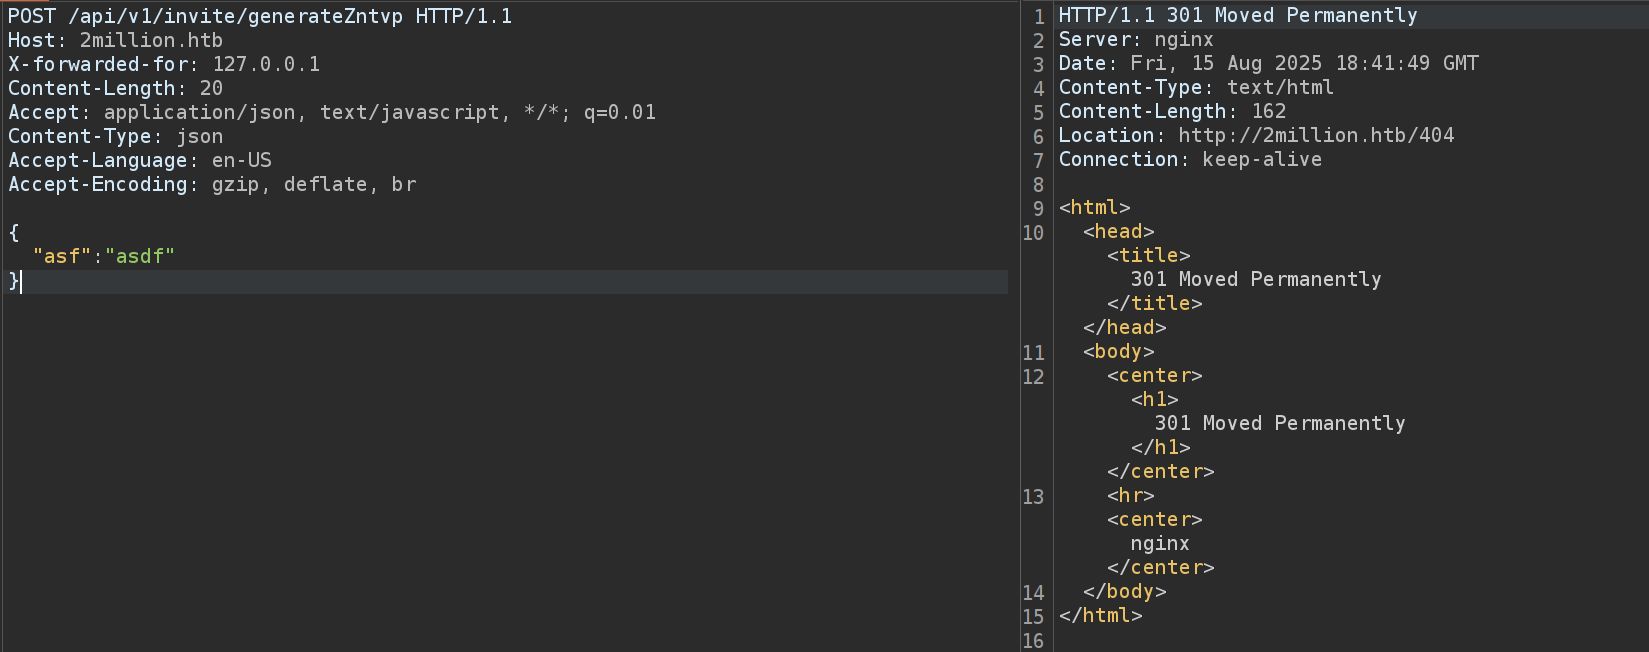 POST /api/v1/invite/generateZntvp HTTP/1.1
Host: 2million.htb
X-forwarded-for: 127.0.0.1
Content-Length: 20
Accept: application/json, text/javascript, */*; q=0.01
Content-Type: json
Accept-Language: en-US
Accept-Encoding: gzip, deflate, br

{
  "asf":"asdf"
}
1 HTTP/1.1 301 Moved Permanently
2 Server: nginx
3 Date: Fri, 15 Aug 2025 18:41:49 GMT
4 Content-Type: text/html
5 Content-Length: 162
6 Location: http://2million.htb/404
7 Connection: keep-alive
8
9 <html>
10   <head>
    <title>
      301 Moved Permanently
    </title>
  </head>
11   <body>
12     <center>
      <h1>
        301 Moved Permanently
      </h1>
    </center>
13     <hr>
    <center>
      nginx
    </center>
14   </body>
15 </html>
16